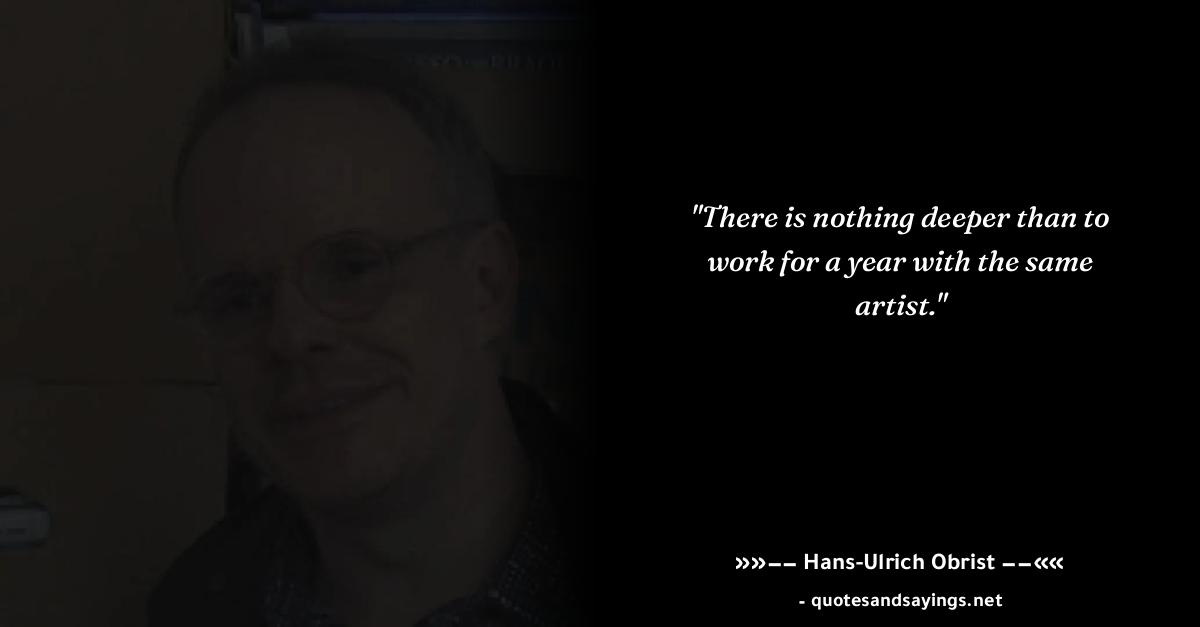 "There is nothing deeper than to
work for a year with the same
artist."
»»−− Hans-Ulrich Obrist −−««
- quotesandsayings.net